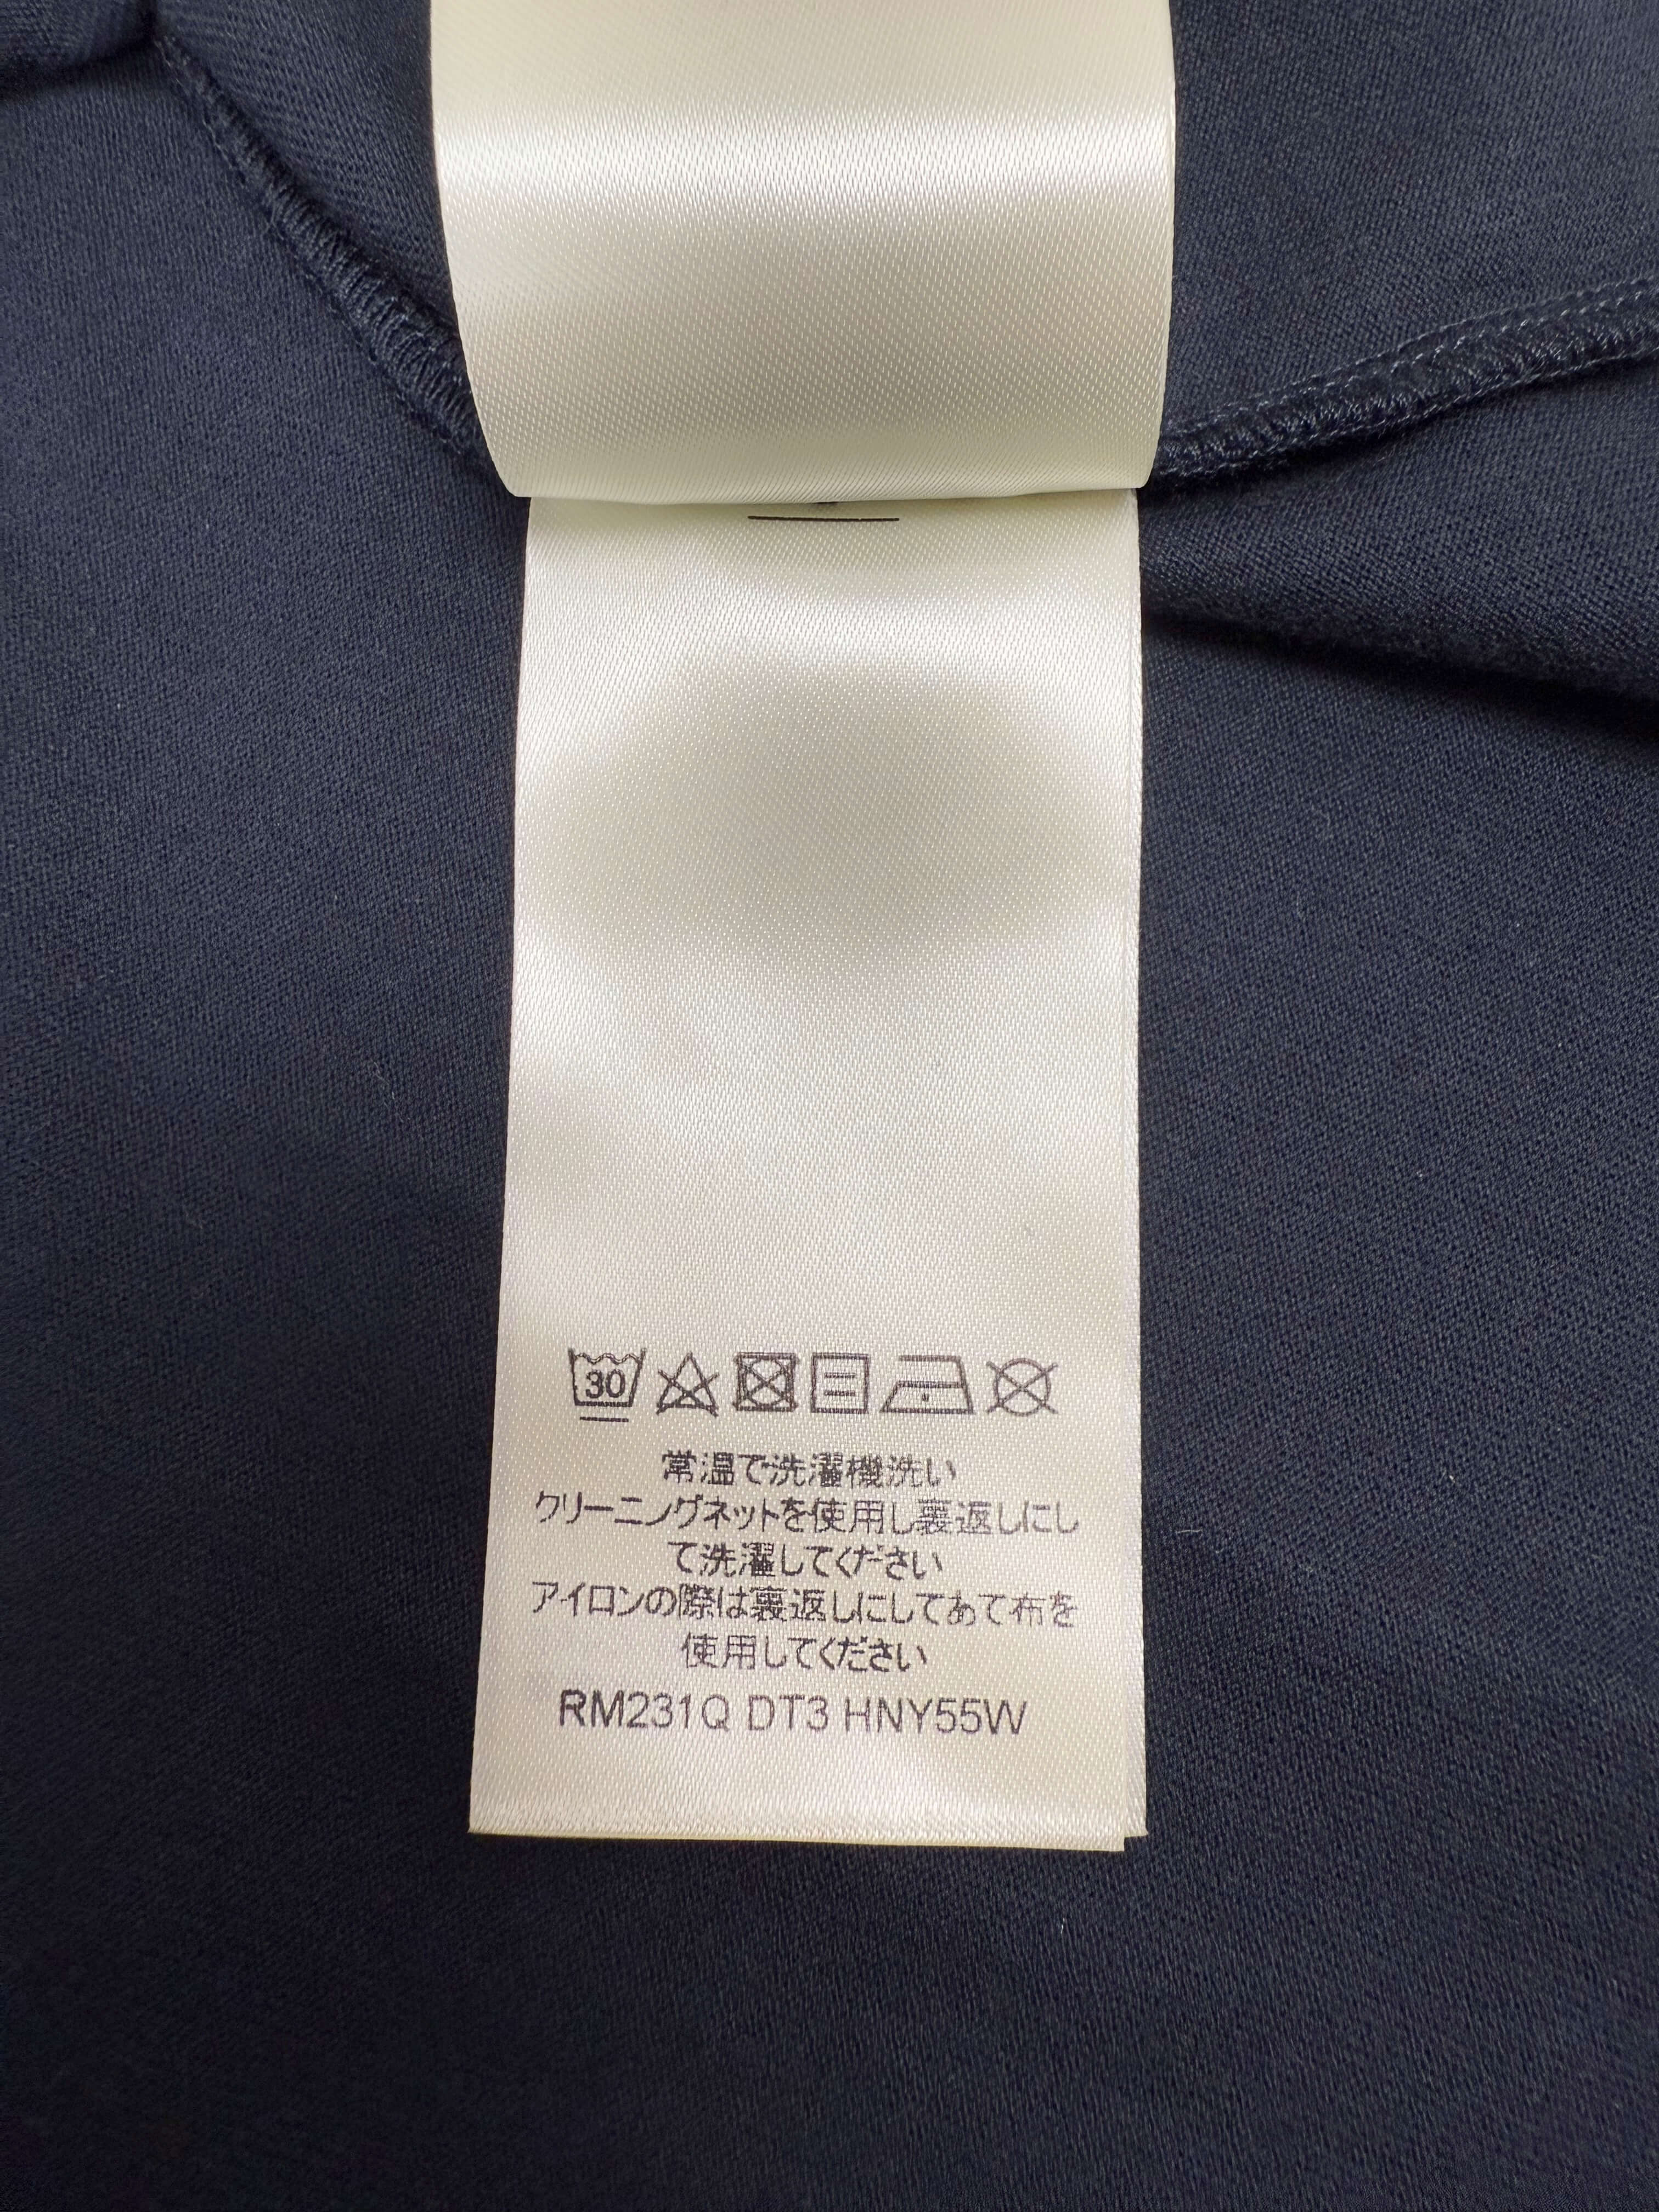 30
常温で洗濯機洗い
クリーニングネットを使用し裏返しにし
て洗濯してください
アイロンの際は裏返しにしてあて布を
使用してください
RM231Q DT3 HNY55W